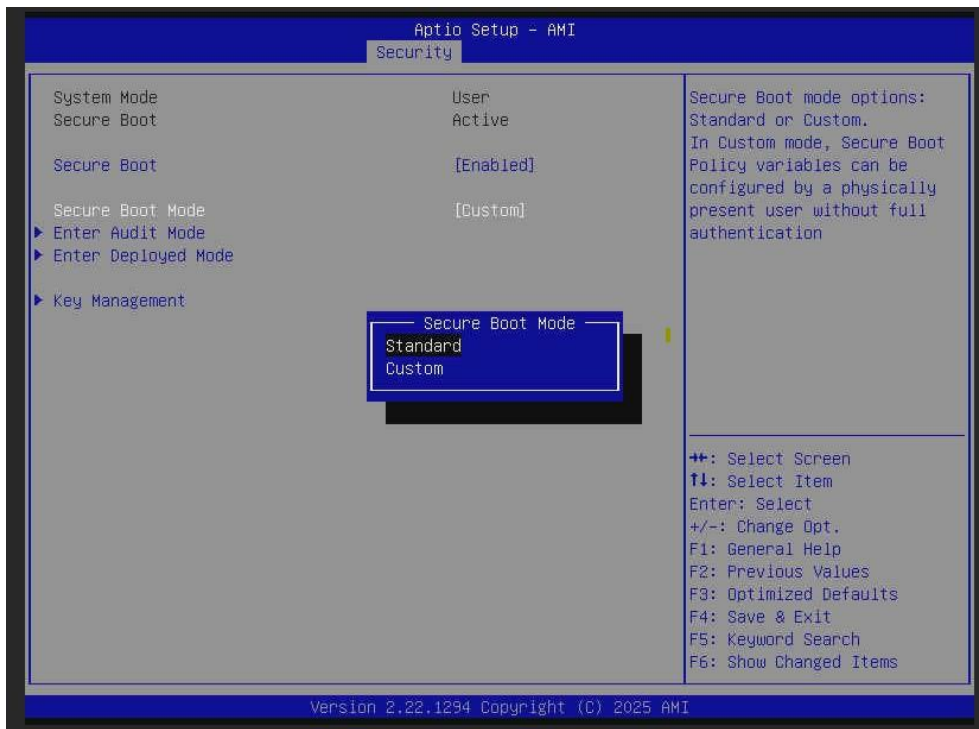 Aptio Setup - AMI
Security
System Mode User
Secure Boot Active
Secure Boot [Enabled]
Secure Boot Mode [Custom]
Enter Audit Mode
Enter Deployed Mode
Key Management
Secure Boot Mode
Standard
Custom
Secure Boot mode options:
Standard or Custom.
In Custom mode, Secure Boot
Policy variables can be
configured by a physically
present user without full
authentication
→←: Select Screen
↑↓: Select Item
Enter: Select
+/-: Change Opt.
F1: General Help
F2: Previous Values
F3: Optimized Defaults
F4: Save & Exit
F5: Keyword Search
F6: Show Changed Items
Version 2.22.1294 Copyright (C) 2025 AMI